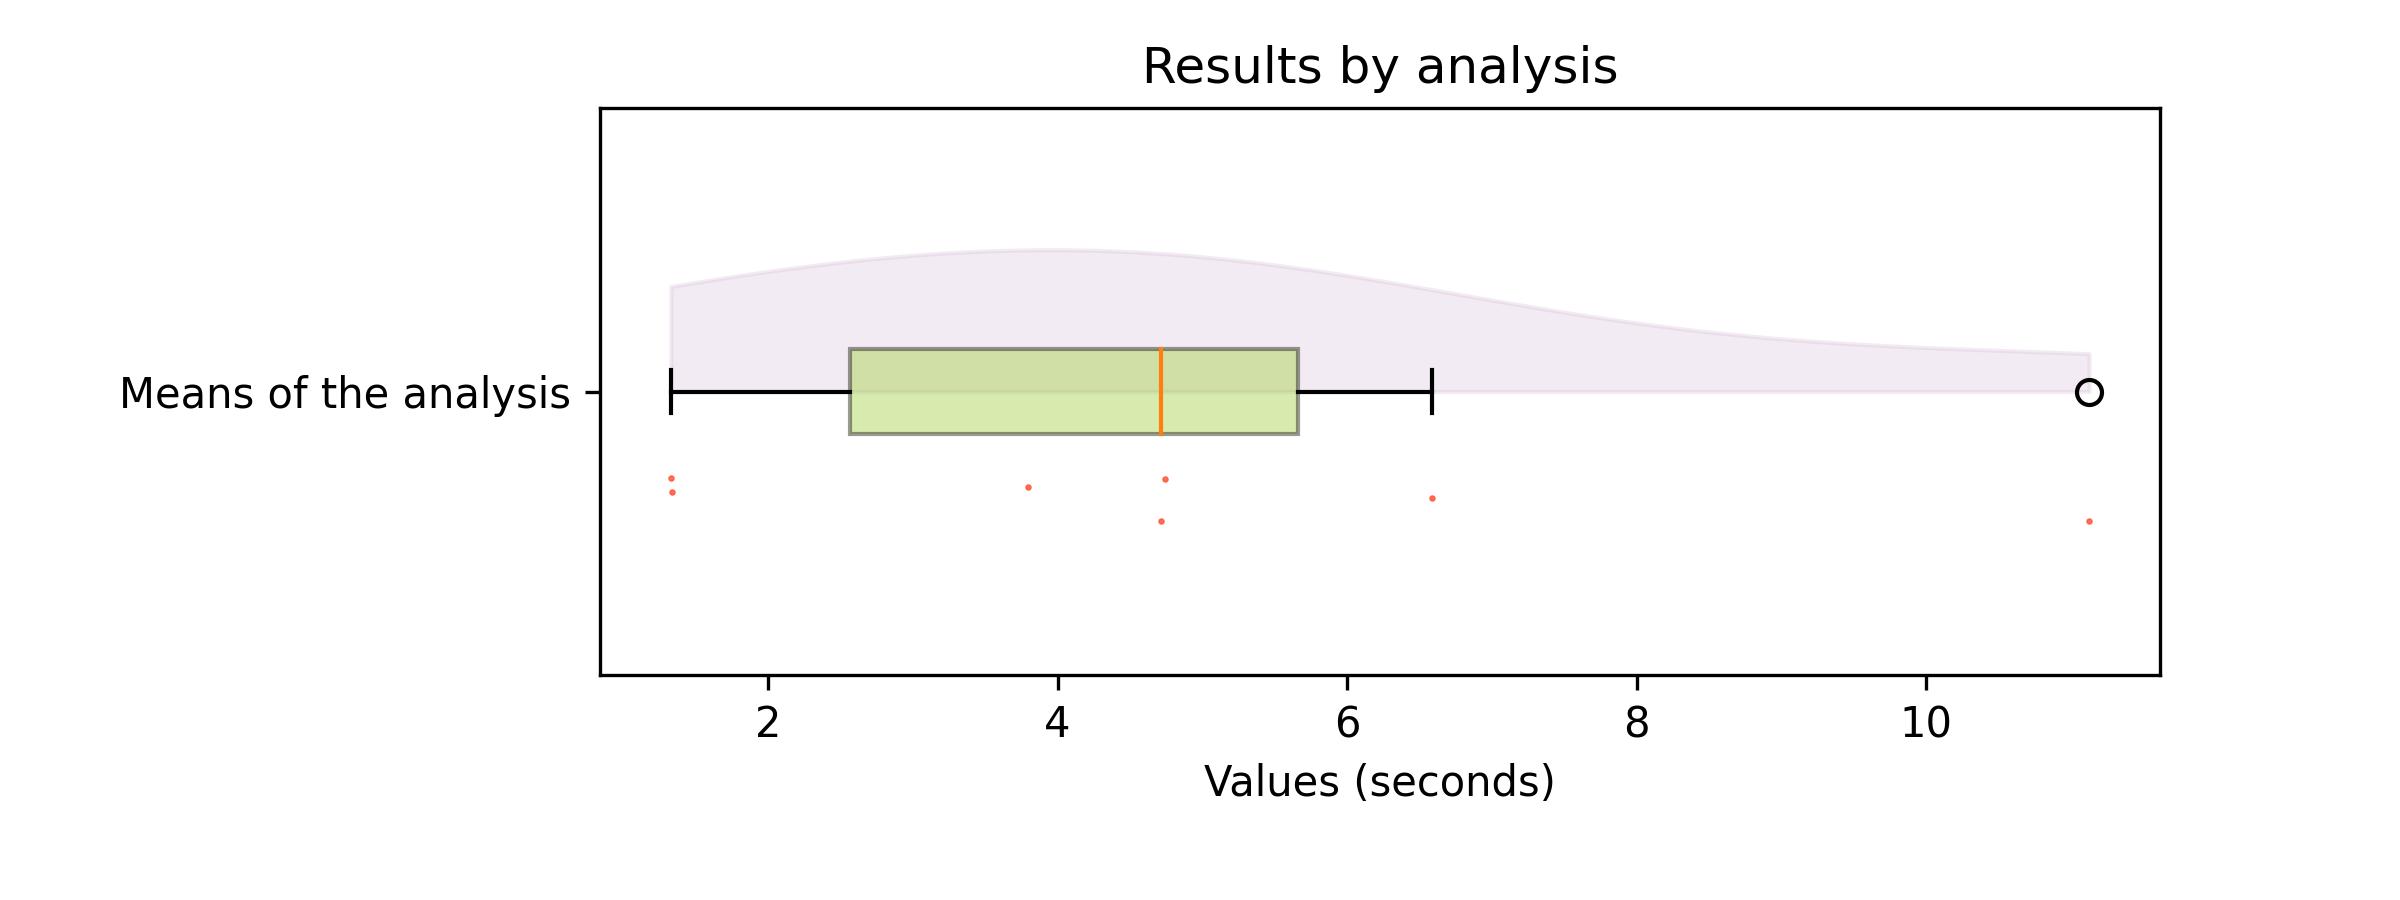 Results by analysis
Means of the analysis
2 4 6 8 10
Values (seconds)